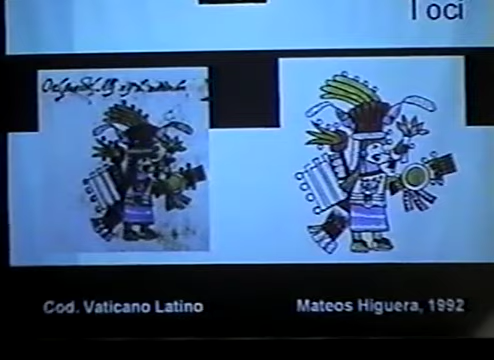 Toci
Cod. Vaticano Latino
Mateos Higuera, 1992